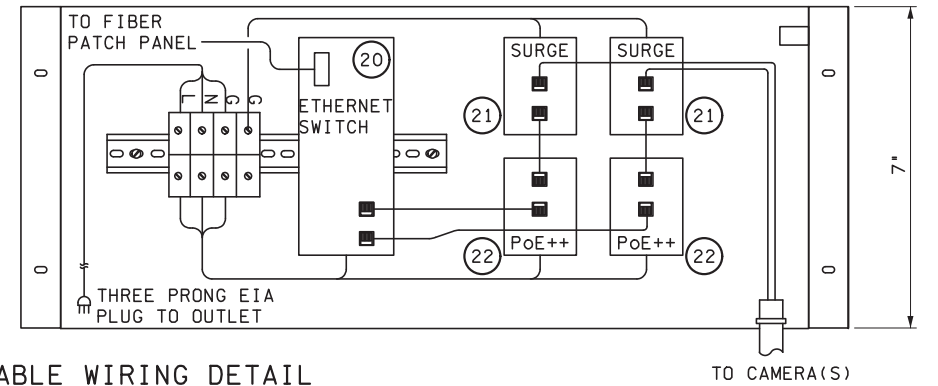 TO FIBER
PATCH PANEL
L N G G
20
ETHERNET
SWITCH
SURGE
SURGE
21
21
PoE++
PoE++
22
22
7"
THREE PRONG EIA
PLUG TO OUTLET
TO CAMERA(S)
ABLE WIRING DETAIL